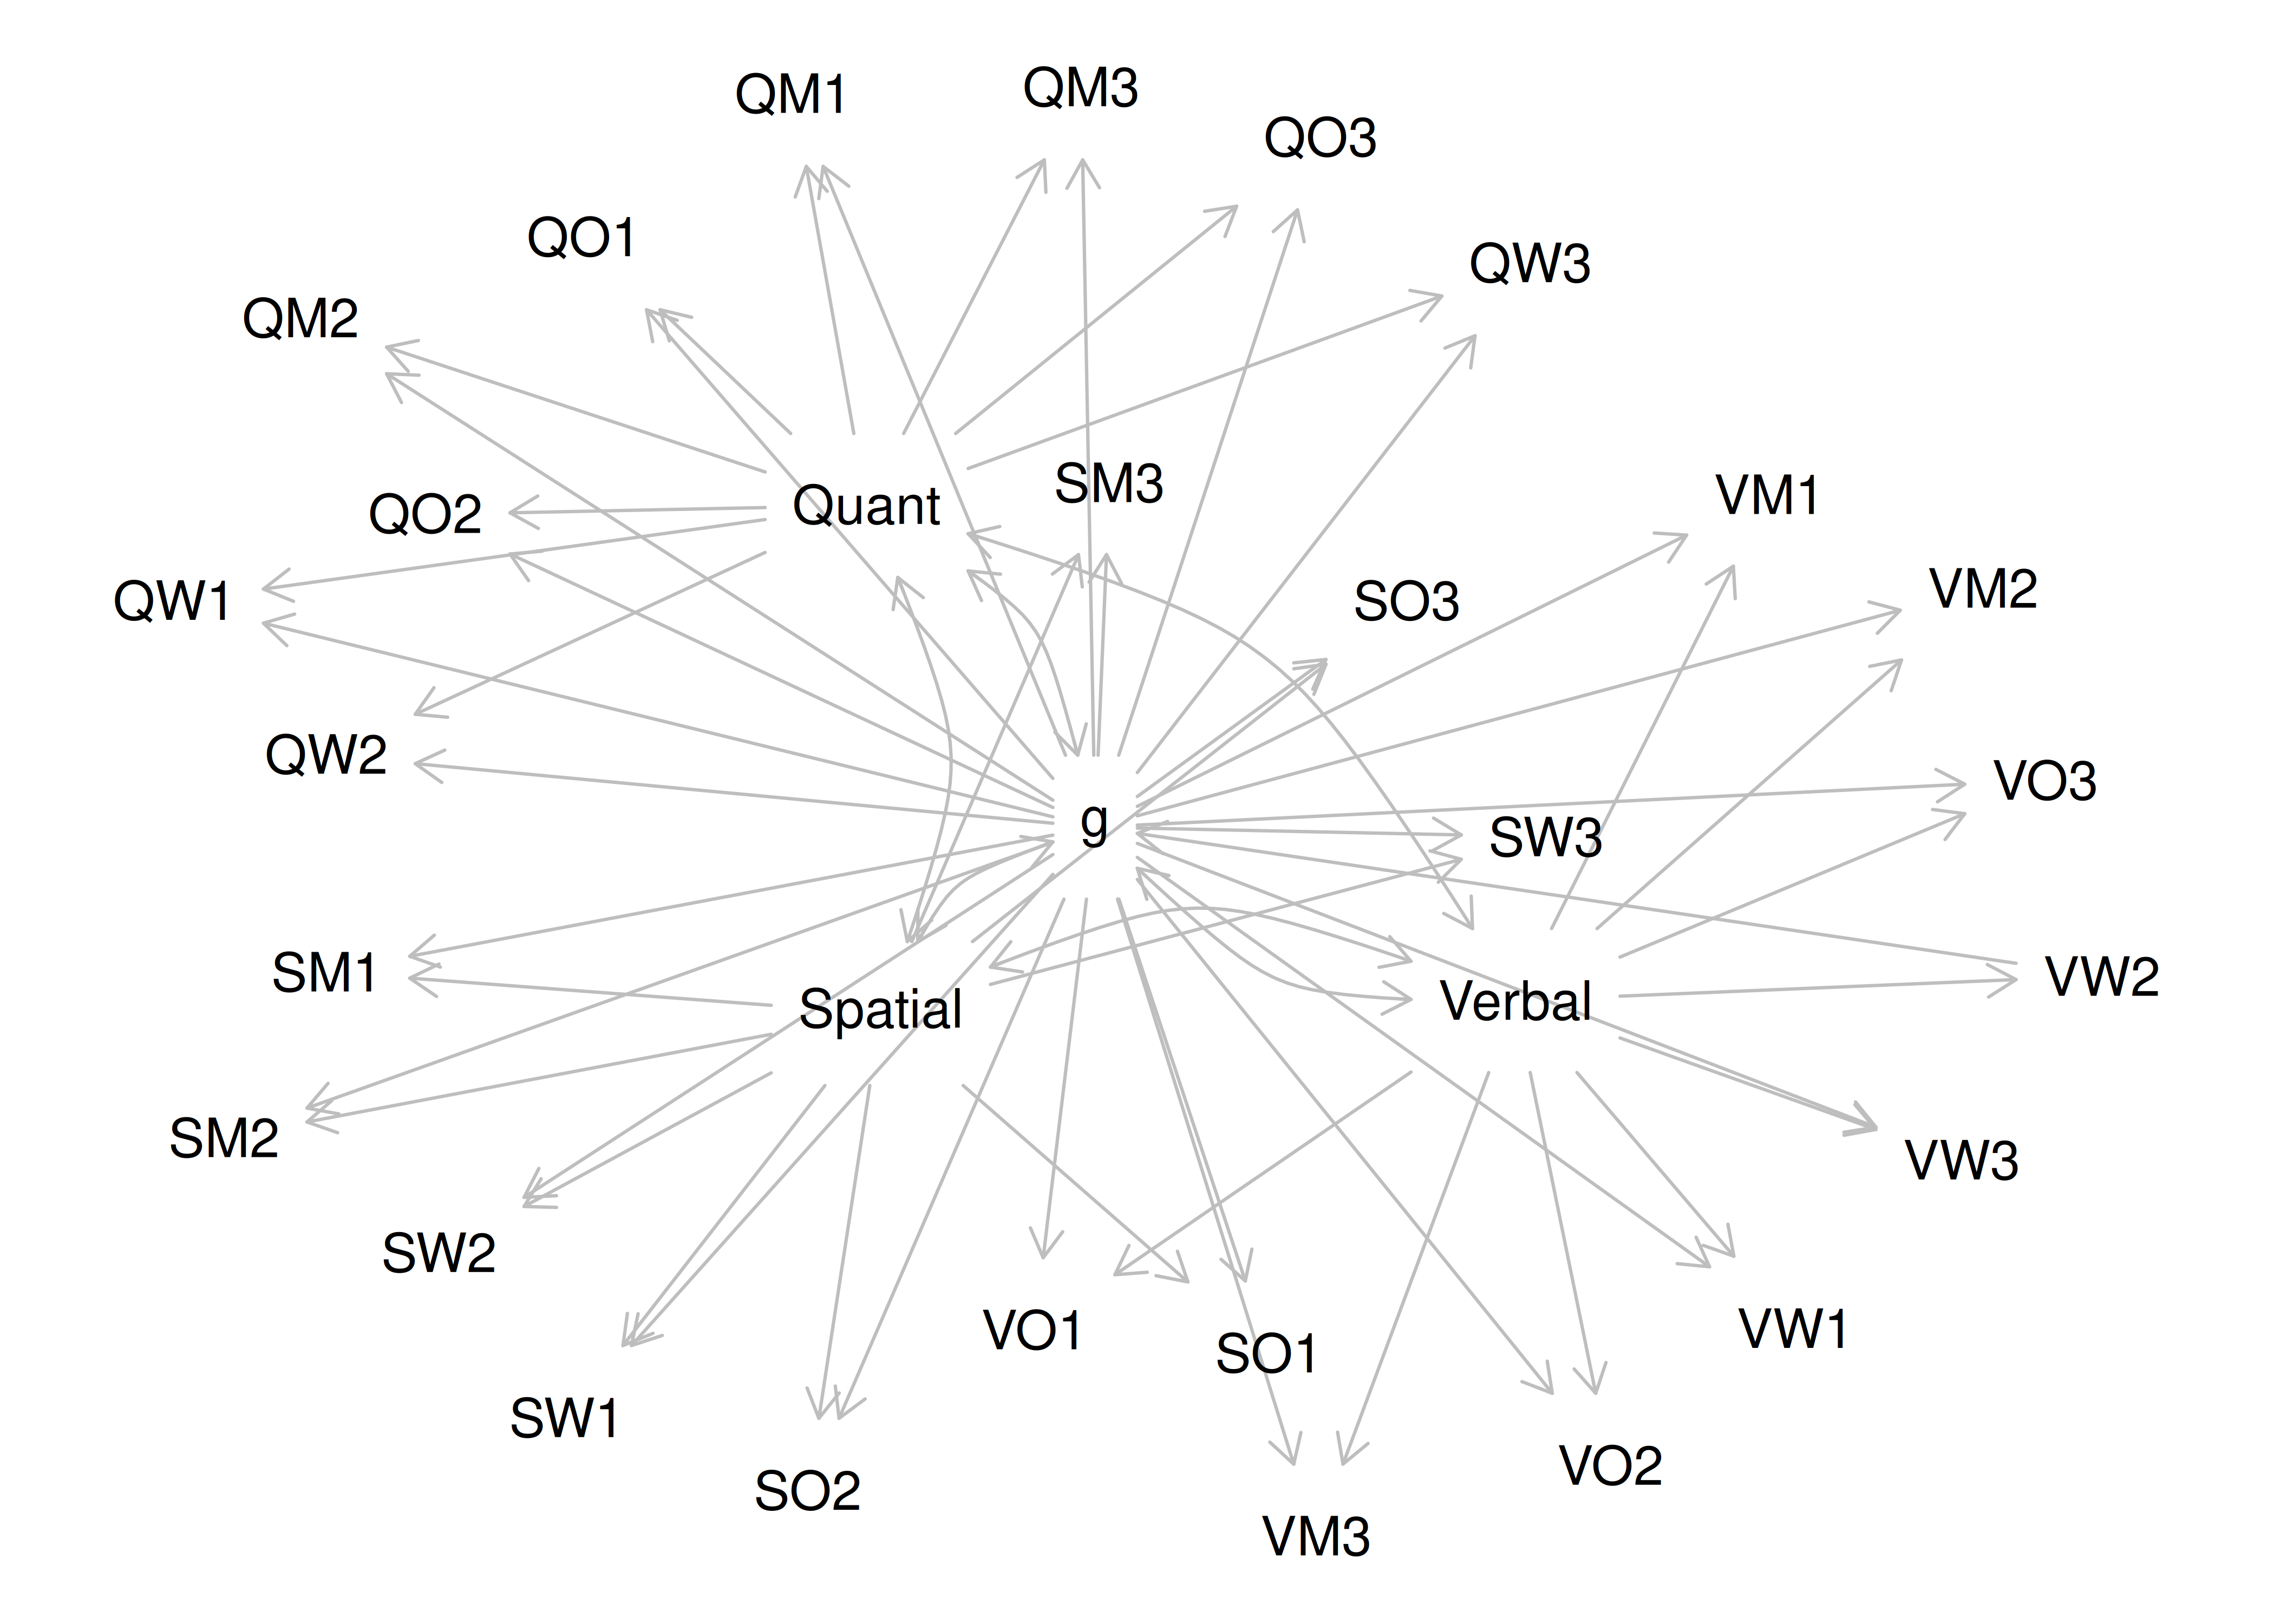 QM1
QM3
QO3
QO1
QW3
QM2
SM3
VM1
Quant
QO2
VM2
SO3
QW1
QW2
VO3
g
SW3
SM1
VW2
Spatial
Verbal
SM2
VW3
SW2
VO1
VW1
SO1
SW1
VO2
SO2
VM3